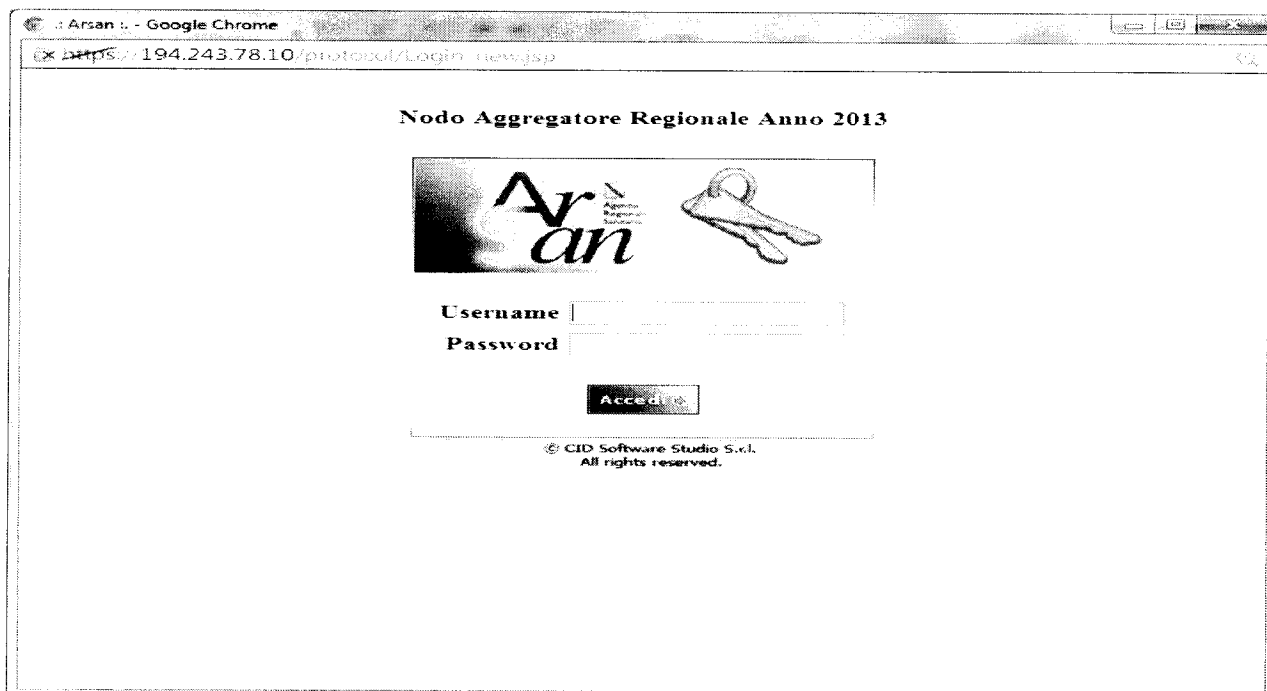 .: Arsan :. - Google Chrome
https://194.243.78.10/protocol/Login_new.jsp
Nodo Aggregatore Regionale Anno 2013
Ar
an
Username
Password
Accedi
© CID Software Studio S.r.l.
All rights reserved.